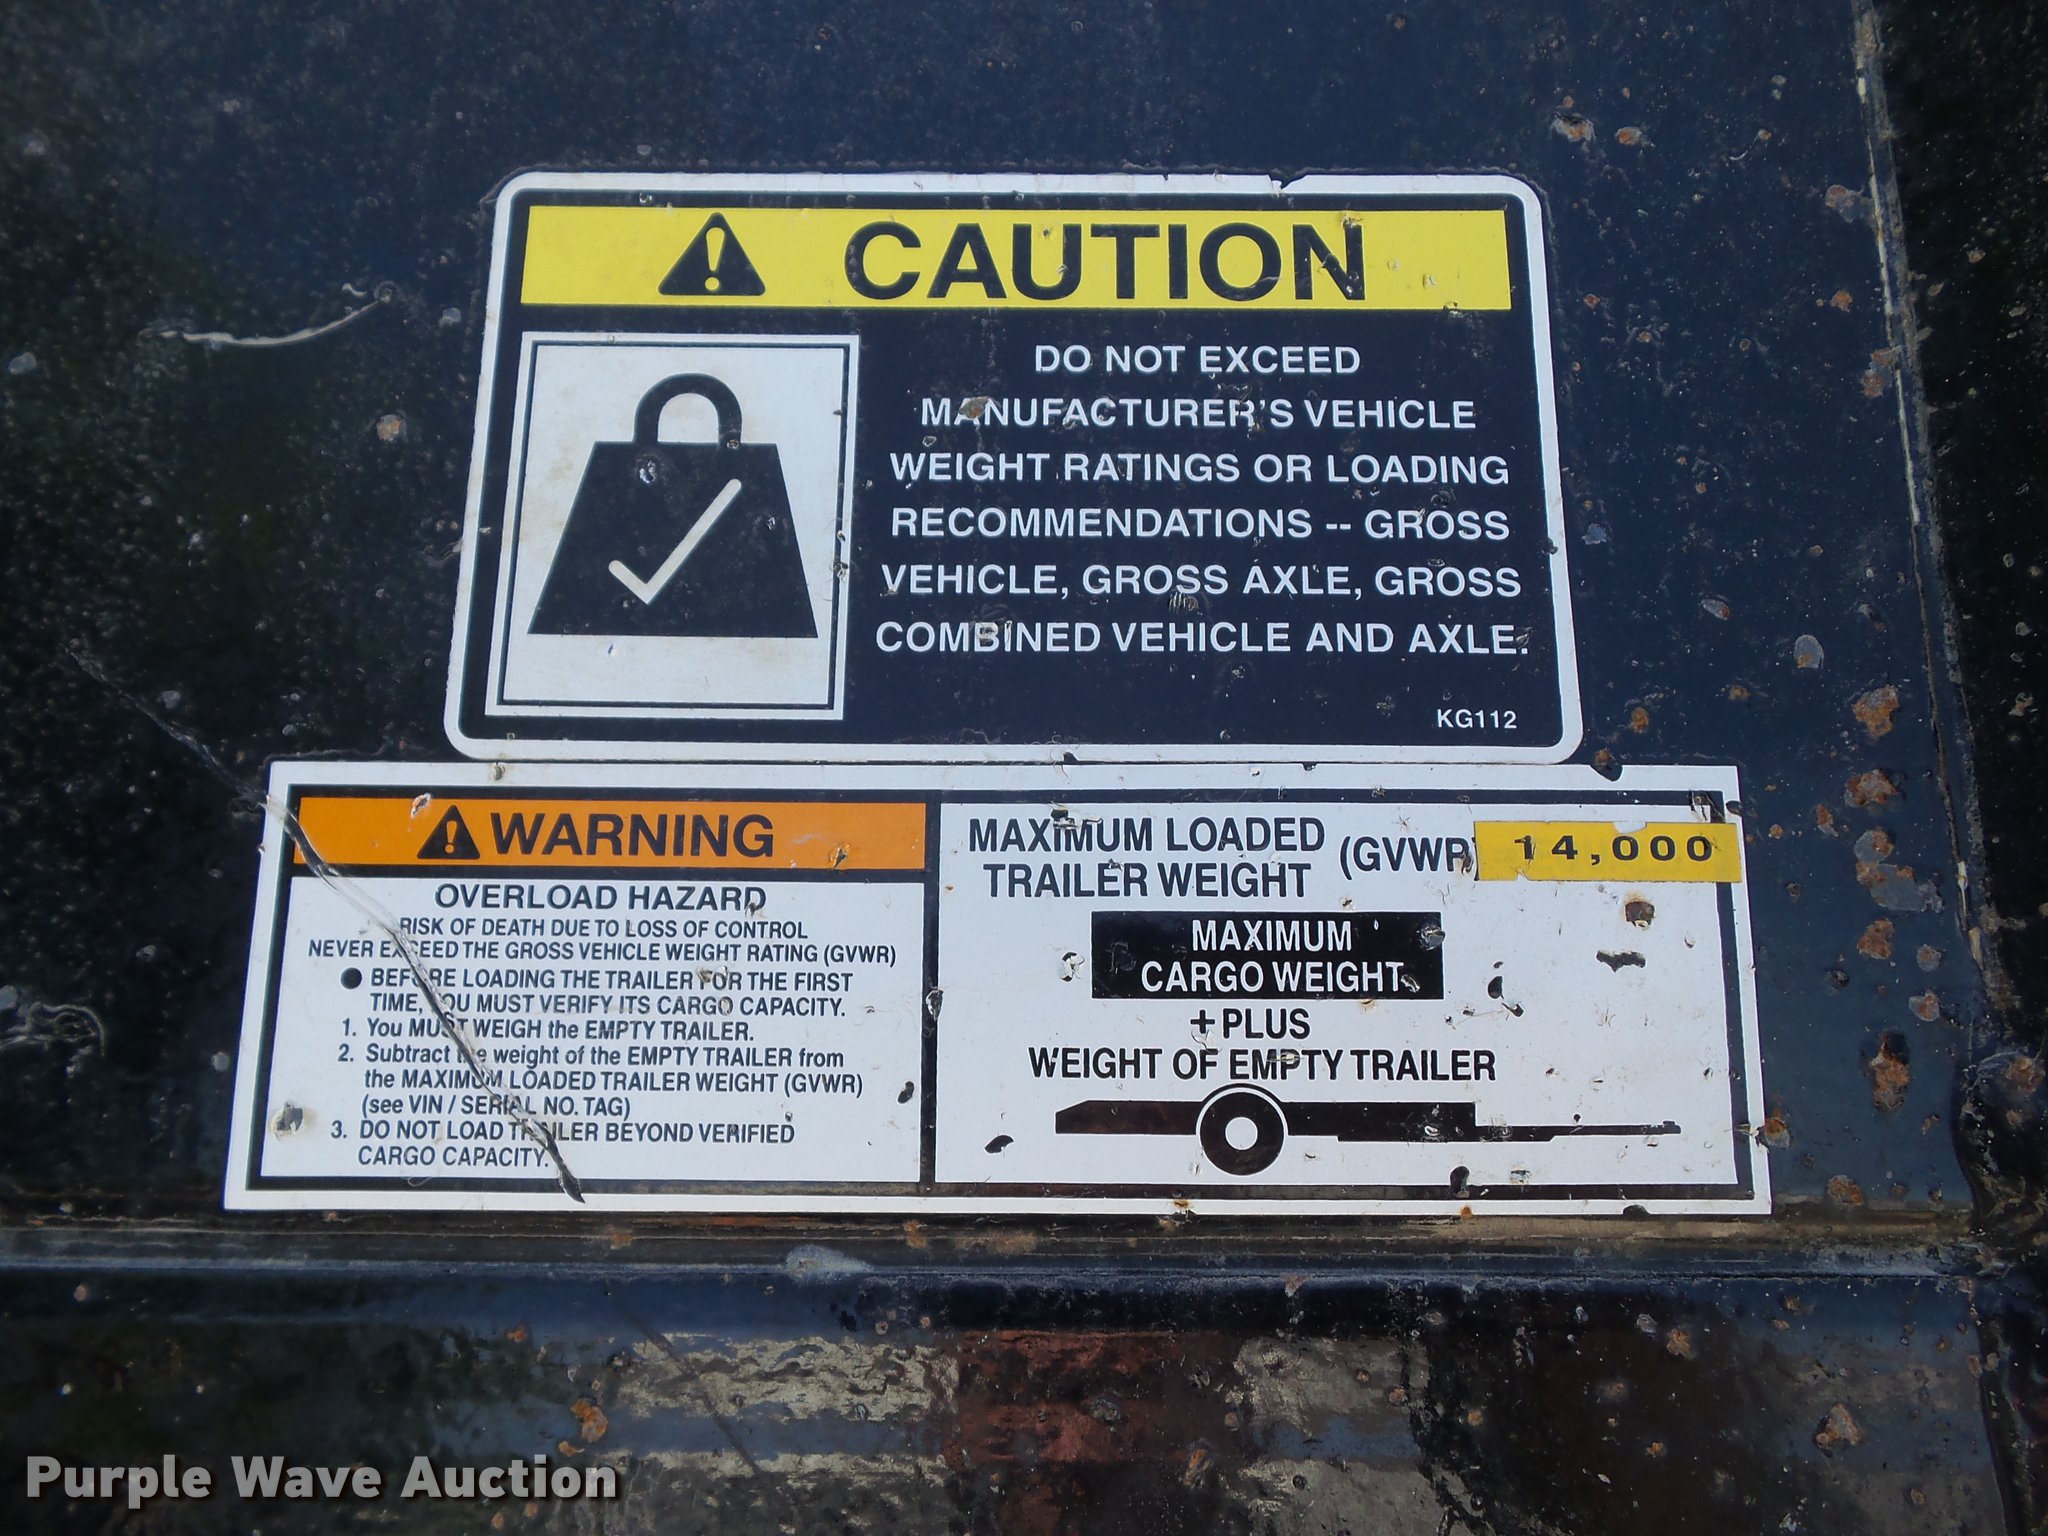 CAUTION
DO NOT EXCEED
MANUFACTURER'S VEHICLE
WEIGHT RATINGS OR LOADING
RECOMMENDATIONS -- GROSS
VEHICLE, GROSS AXLE, GROSS
COMBINED VEHICLE AND AXLE.
KG112
WARNING
OVERLOAD HAZARD
RISK OF DEATH DUE TO LOSS OF CONTROL
NEVER EXCEED THE GROSS VEHICLE WEIGHT RATING (GVWR)
● BEFORE LOADING THE TRAILER FOR THE FIRST
TIME, YOU MUST VERIFY ITS CARGO CAPACITY.
1. You MUST WEIGH the EMPTY TRAILER.
2. Subtract the weight of the EMPTY TRAILER from
the MAXIMUM LOADED TRAILER WEIGHT (GVWR)
(see VIN / SERIAL NO. TAG)
3. DO NOT LOAD TRAILER BEYOND VERIFIED
CARGO CAPACITY.
MAXIMUM LOADED
TRAILER WEIGHT (GVWR) 14,000
MAXIMUM
CARGO WEIGHT
+PLUS
WEIGHT OF EMPTY TRAILER
Purple Wave Auction